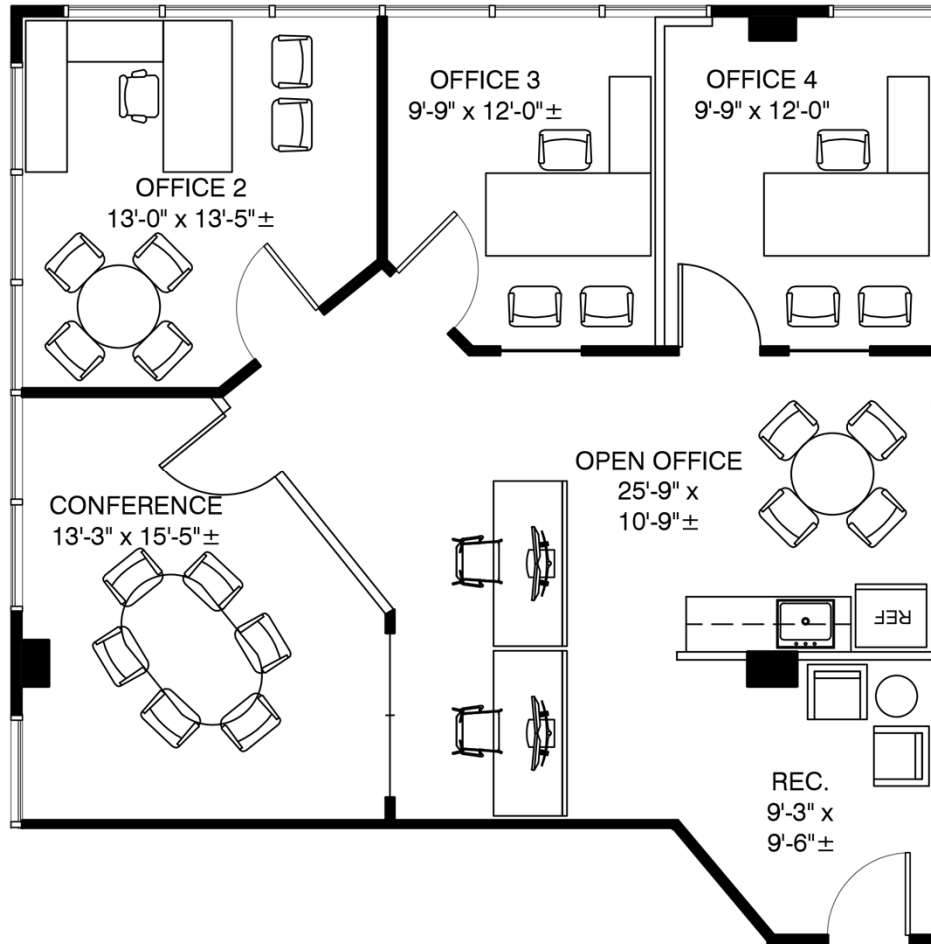 OFFICE 2
13'-0" x 13'-5"±
OFFICE 3
9'-9" x 12'-0"±
OFFICE 4
9'-9" x 12'-0"
CONFERENCE
13'-3" x 15'-5"±
OPEN OFFICE
25'-9" x
10'-9"±
REF
REC.
9'-3" x
9'-6"±